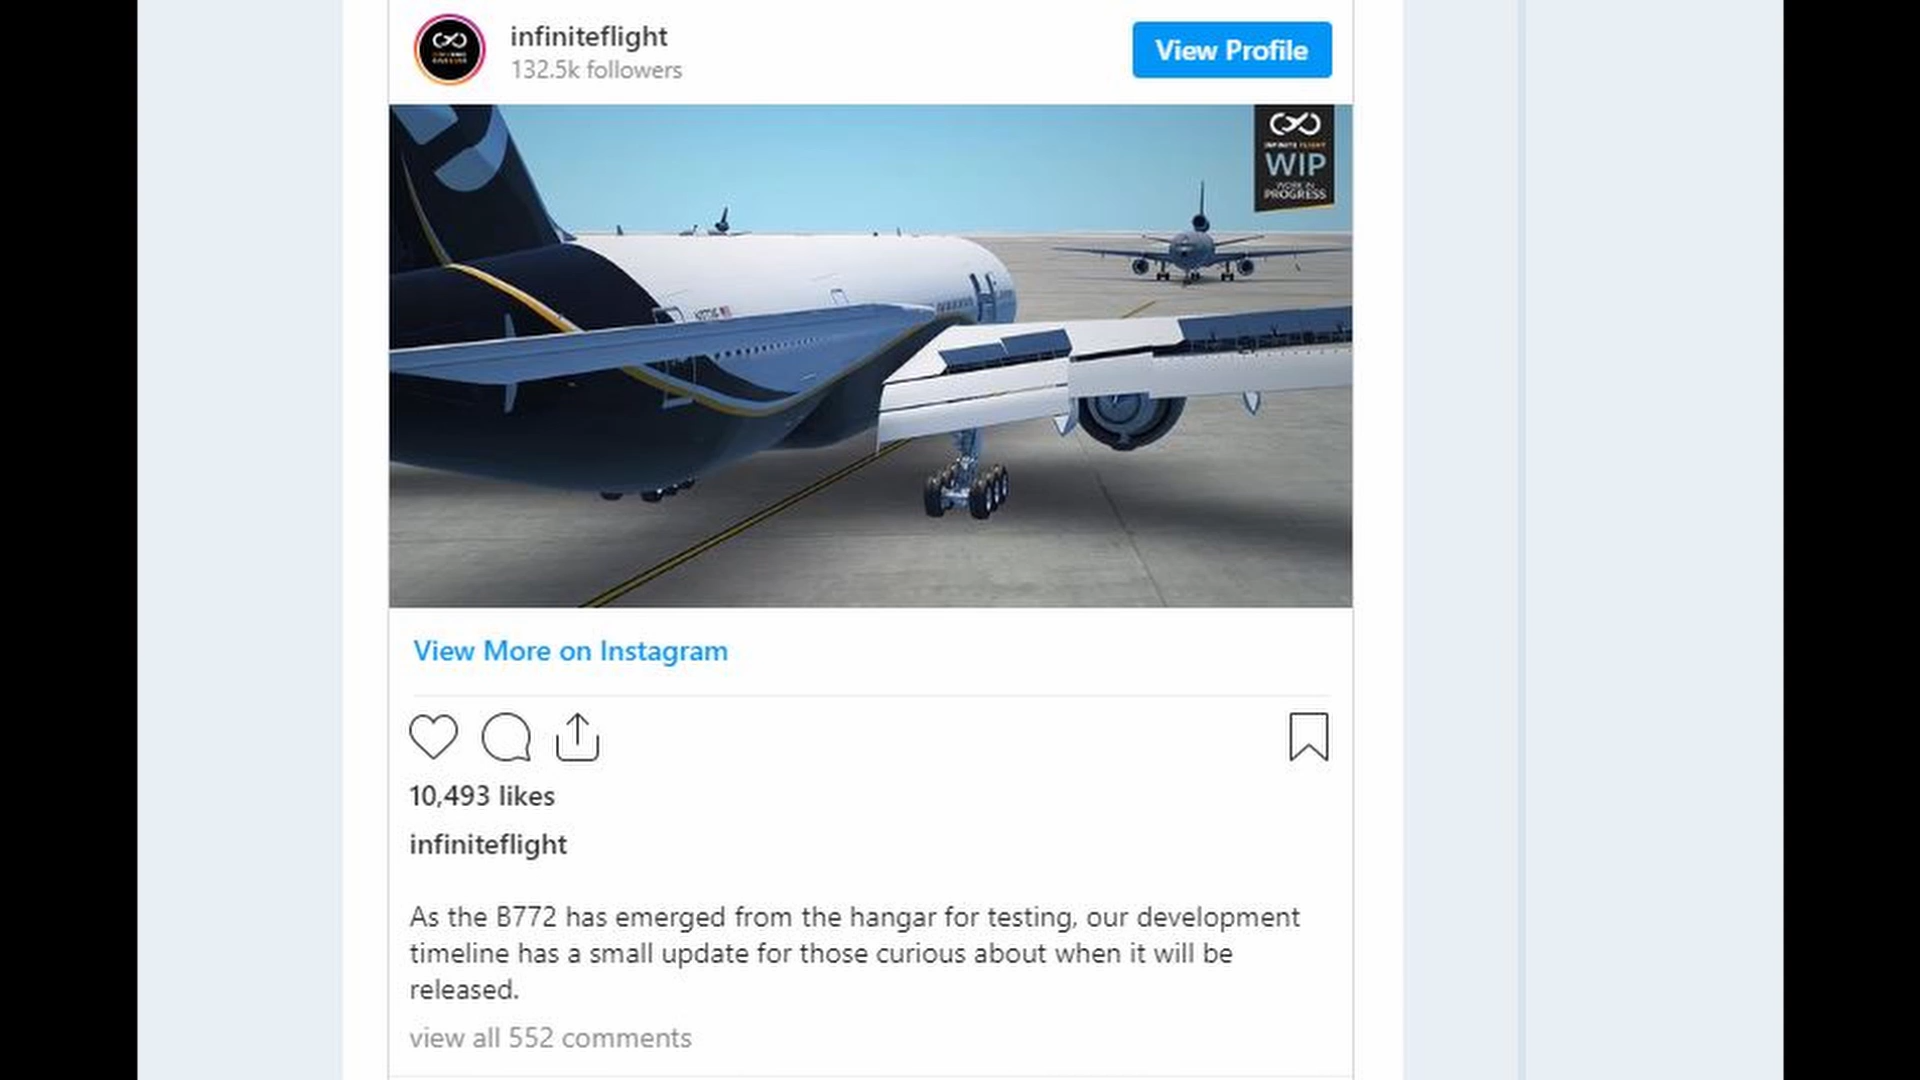 infiniteflight
132.5k followers
View Profile
INFINITE FLIGHT
WIP
WORK IN
PROGRESS
View More on Instagram
10,493 likes
infiniteflight
As the B772 has emerged from the hangar for testing, our development
timeline has a small update for those curious about when it will be
released.
view all 552 comments